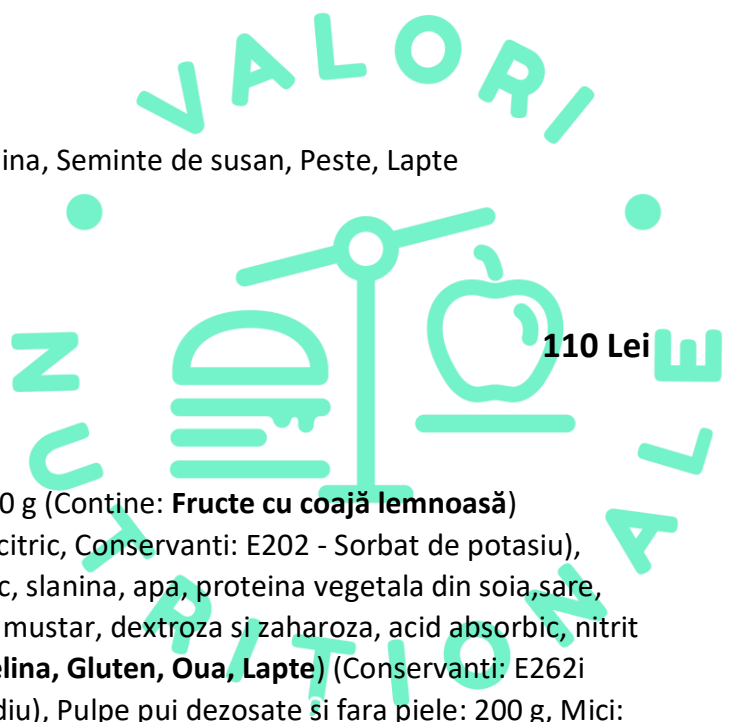 VALORI
ina, Seminte de susan, Peste, Lapte
110 Lei
0 g (Contine: Fructe cu coajă lemnoasă)
citric, Conservanti: E202 - Sorbat de potasiu),
c, slanina, apa, proteina vegetala din soia,sare,
mustar, dextroza si zaharoza, acid absorbic, nitrit
elina, Gluten, Oua, Lapte) (Conservanti: E262i
diu), Pulpe pui dezosate si fara piele: 200 g, Mici:
NUTRITIONALE